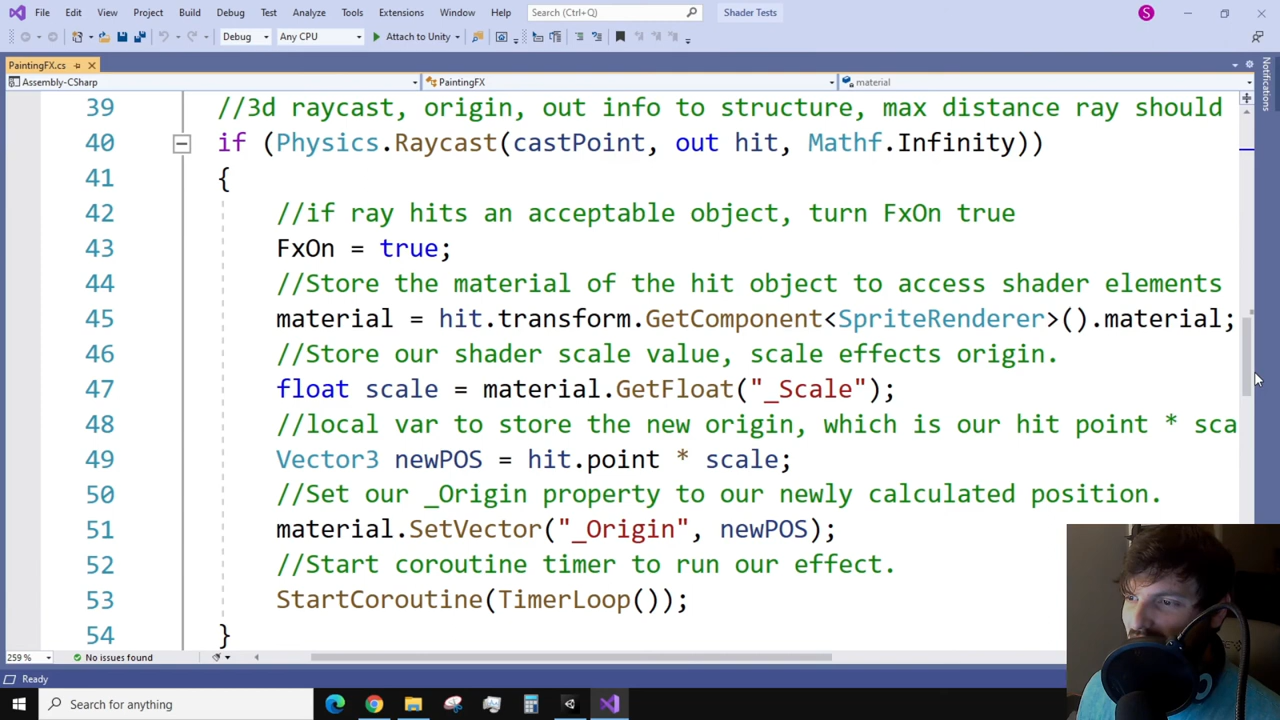 File Edit View Project Build Debug Test Analyze Tools Extensions Window Help Search (Ctrl+Q) Shader Tests S
Debug Any CPU Attach to Unity
PaintingFX.cs
Assembly-CSharp PaintingFX material
39 //3d raycast, origin, out info to structure, max distance ray should
40 if (Physics.Raycast(castPoint, out hit, Mathf.Infinity))
41 {
42 //if ray hits an acceptable object, turn FxOn true
43 FxOn = true;
44 //Store the material of the hit object to access shader elements
45 material = hit.transform.GetComponent<SpriteRenderer>().material;
46 //Store our shader scale value, scale effects origin.
47 float scale = material.GetFloat("_Scale");
48 //local var to store the new origin, which is our hit point * sca
49 Vector3 newPOS = hit.point * scale;
50 //Set our _Origin property to our newly calculated position.
51 material.SetVector("_Origin", newPOS);
52 //Start coroutine timer to run our effect.
53 StartCoroutine(TimerLoop());
54 }
Notifications
259 % No issues found
Ready
Search for anything